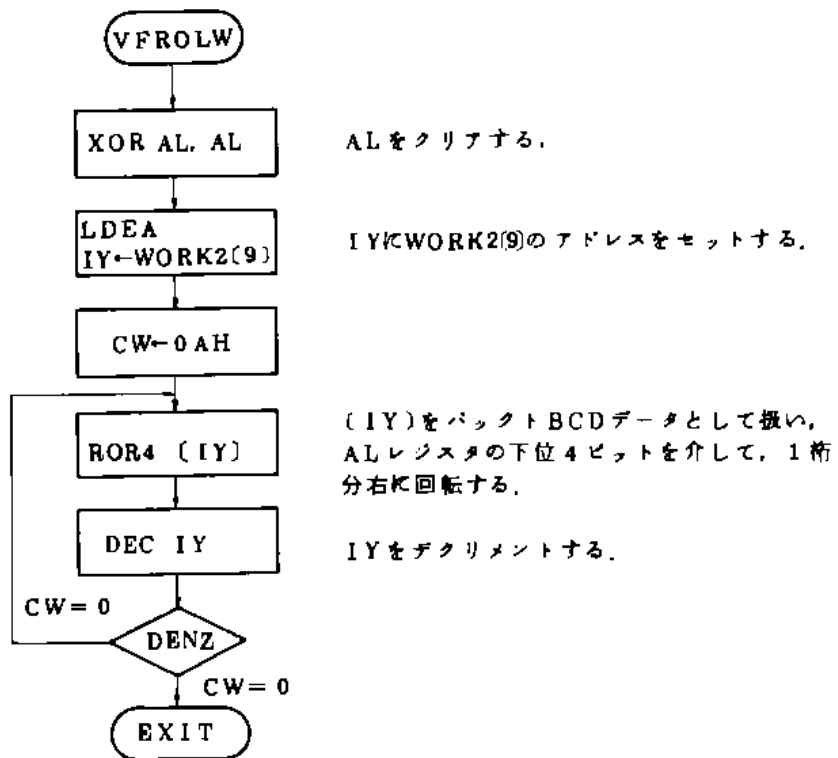 VFROLW
XOR AL, AL
ALをクリアする.
LDEA
IY←WORK2(9)
IYにWORK2(9)のアドレスをセットする.
CW←0AH
ROR4 〔IY〕
(IY)をパックトBCDデータとして扱い,
ALレジスタの下位4ビットを介して, 1桁
分右に回転する.
DEC IY
IYをデクリメントする.
CW=0
DENZ
CW=0
EXIT